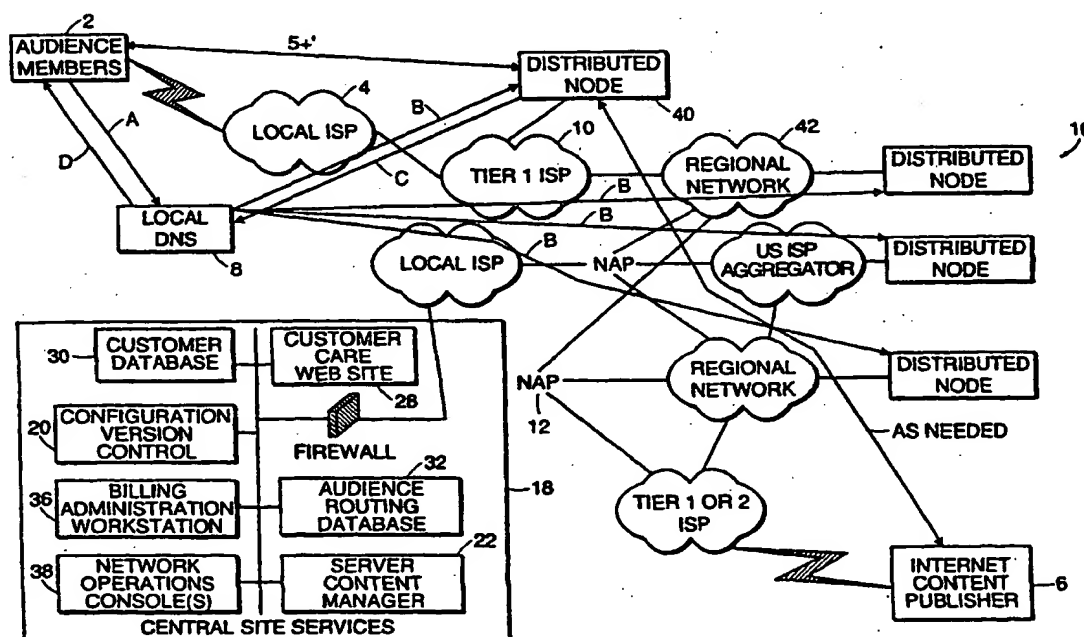 2
AUDIENCE
MEMBERS
5+'
4
LOCAL ISP
A
D
B
C
DISTRIBUTED
NODE
40
10
TIER 1 ISP
42
REGIONAL
NETWORK
DISTRIBUTED
NODE
LOCAL
DNS
8
B
B
B
LOCAL ISP
NAP
US ISP
AGGREGATOR
DISTRIBUTED
NODE
REGIONAL
NETWORK
DISTRIBUTED
NODE
NAP
12
AS NEEDED
TIER 1 OR 2
ISP
INTERNET
CONTENT
PUBLISHER
6
30
CUSTOMER
DATABASE
CUSTOMER
CARE
WEB SITE
28
20
CONFIGURATION
VERSION
CONTROL
FIREWALL
36
BILLING
ADMINISTRATION
WORKSTATION
32
AUDIENCE
ROUTING
DATABASE
18
38
NETWORK
OPERATIONS
CONSOLE(S)
22
SERVER
CONTENT
MANAGER
CENTRAL SITE SERVICES